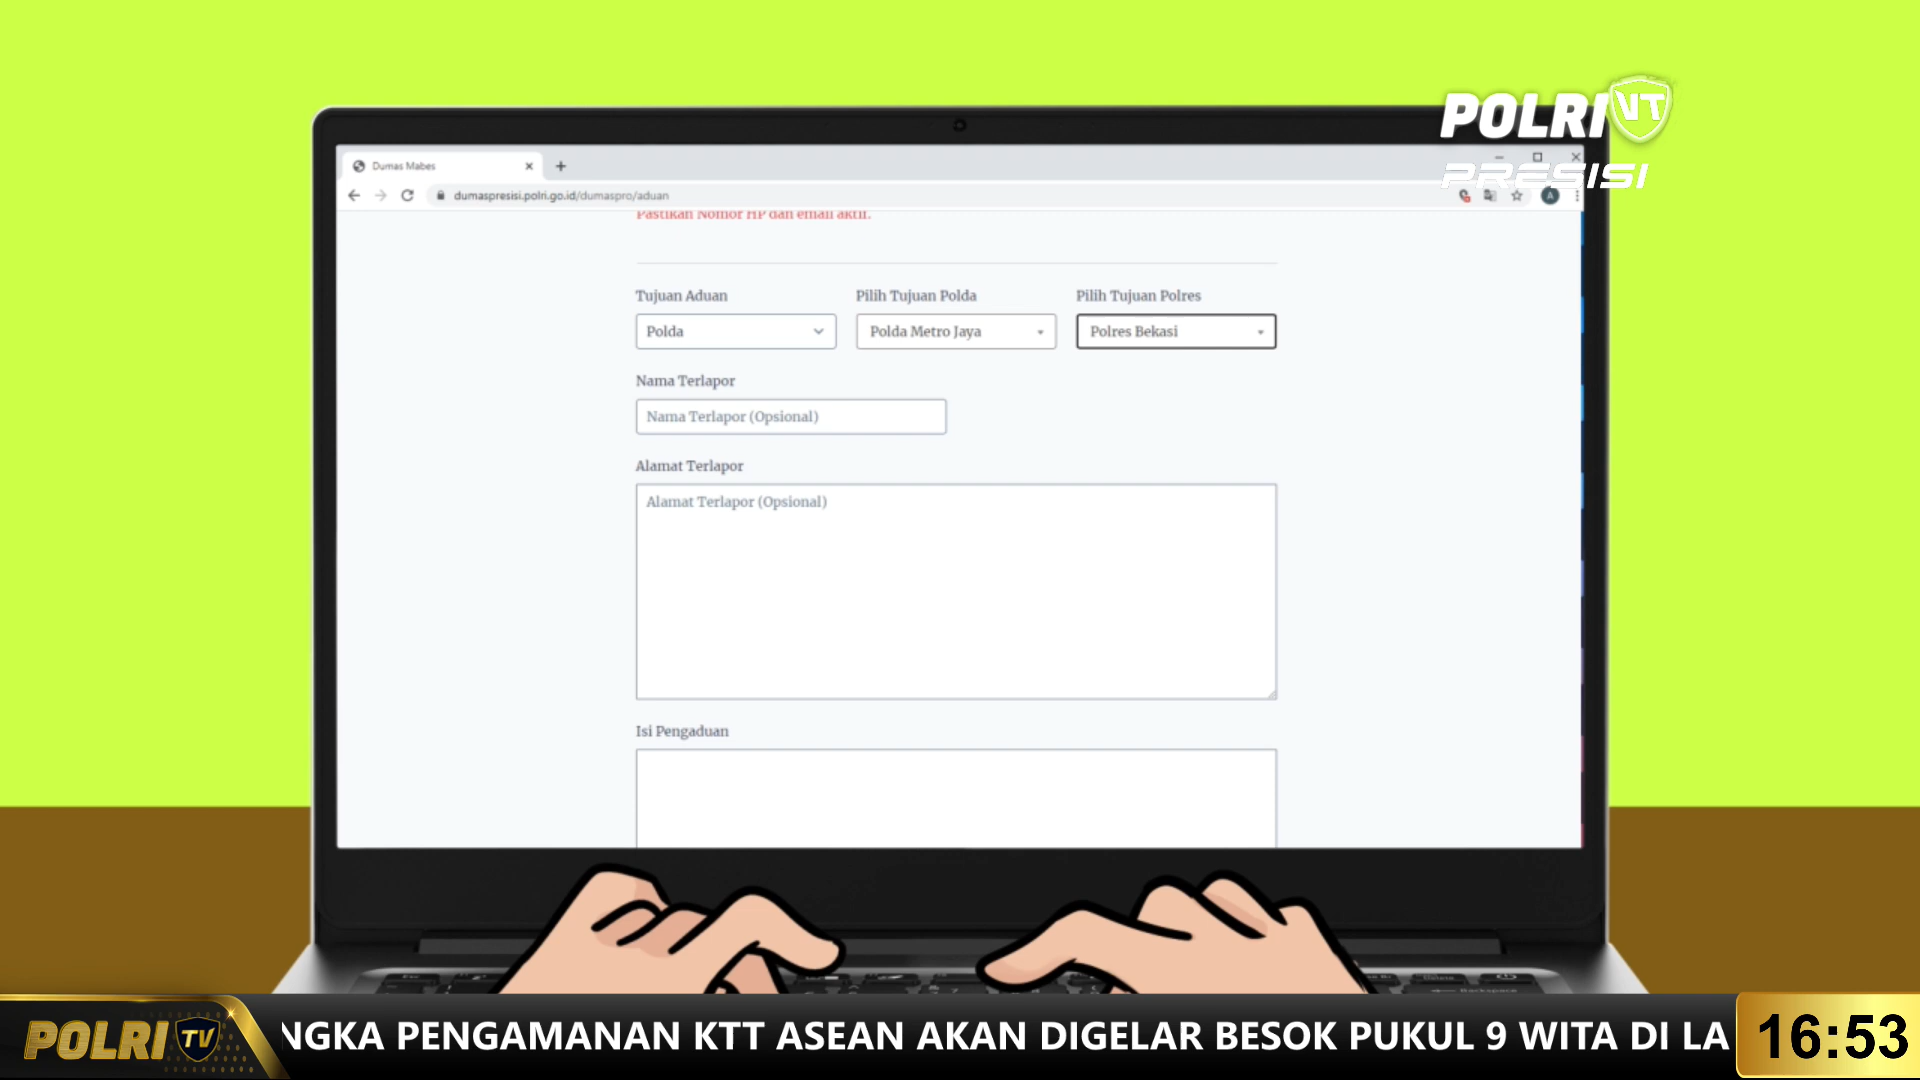 POLRI TV
PRESISI
Dumas Mabes
dumaspresisi.polri.go.id/dumaspro/aduan
A
Pastikan Nomor HP dan email aktif.
Tujuan Aduan
Pilih Tujuan Polda
Pilih Tujuan Polres
Polda
Polda Metro Jaya
Polres Bekasi
Nama Terlapor
Nama Terlapor (Opsional)
Alamat Terlapor
Alamat Terlapor (Opsional)
Isi Pengaduan
Backspace
POLRI TV
NGKA PENGAMANAN KTT ASEAN AKAN DIGELAR BESOK PUKUL 9 WITA DI LA
16:53